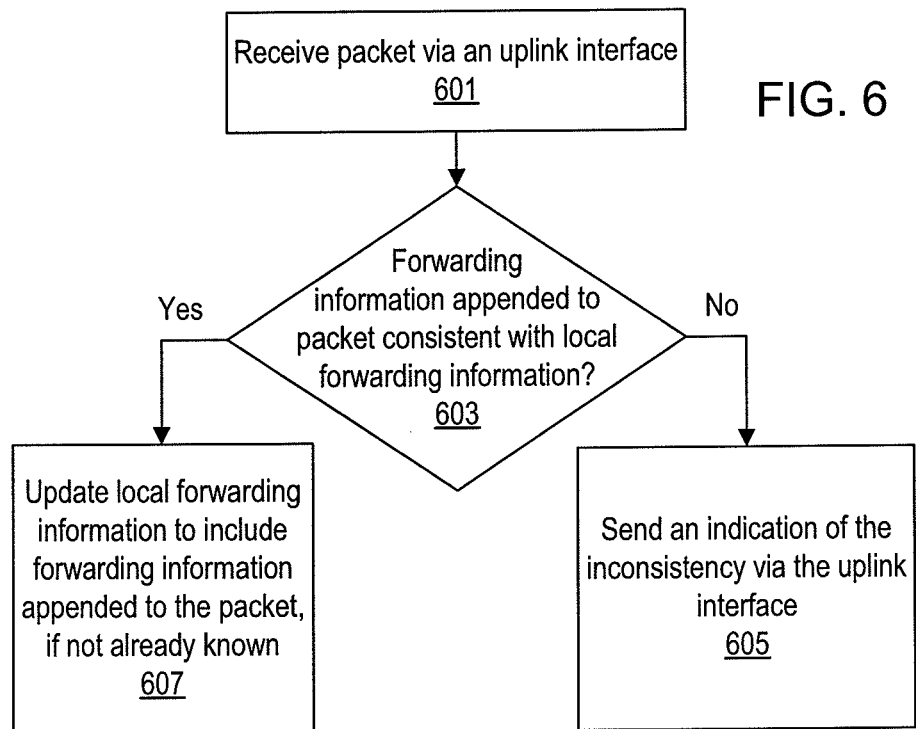 Receive packet via an uplink interface
601
FIG. 6
Forwarding
information appended to
packet consistent with local
forwarding information?
603
Yes
No
Update local forwarding
information to include
forwarding information
appended to the packet,
if not already known
607
Send an indication of the
inconsistency via the uplink
interface
605